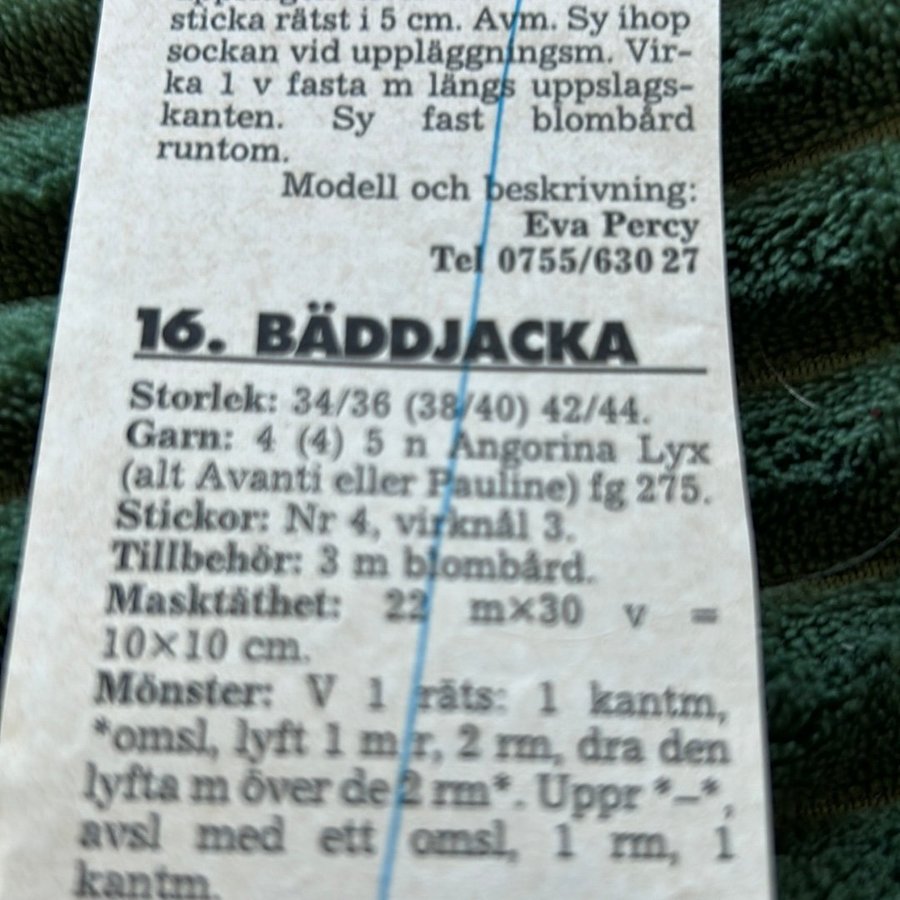 sticka rätst i 5 cm. Avm. Sy ihop
sockan vid uppläggningsm. Vir-
ka 1 v fasta m längs uppslags-
kanten. Sy fast blombård
runtom.
Modell och beskrivning:
Eva Percy
Tel 0755/630 27
16. BÄDDJACKA
Storlek: 34/36 (38/40) 42/44.
Garn: 4 (4) 5 n Angorina Lyx
(alt Avanti eller Pauline) fg 275.
Stickor: Nr 4, virknål 3.
Tillbehör: 3 m blombård.
Masktäthet: 22 m×30 v =
10×10 cm.
Mönster: V 1 räts: 1 kantm,
*omsl, lyft 1 m r, 2 rm, dra den
lyfta m över de 2 rm*. Uppr *–*,
avsl med ett omsl, 1 rm, 1
kantm.